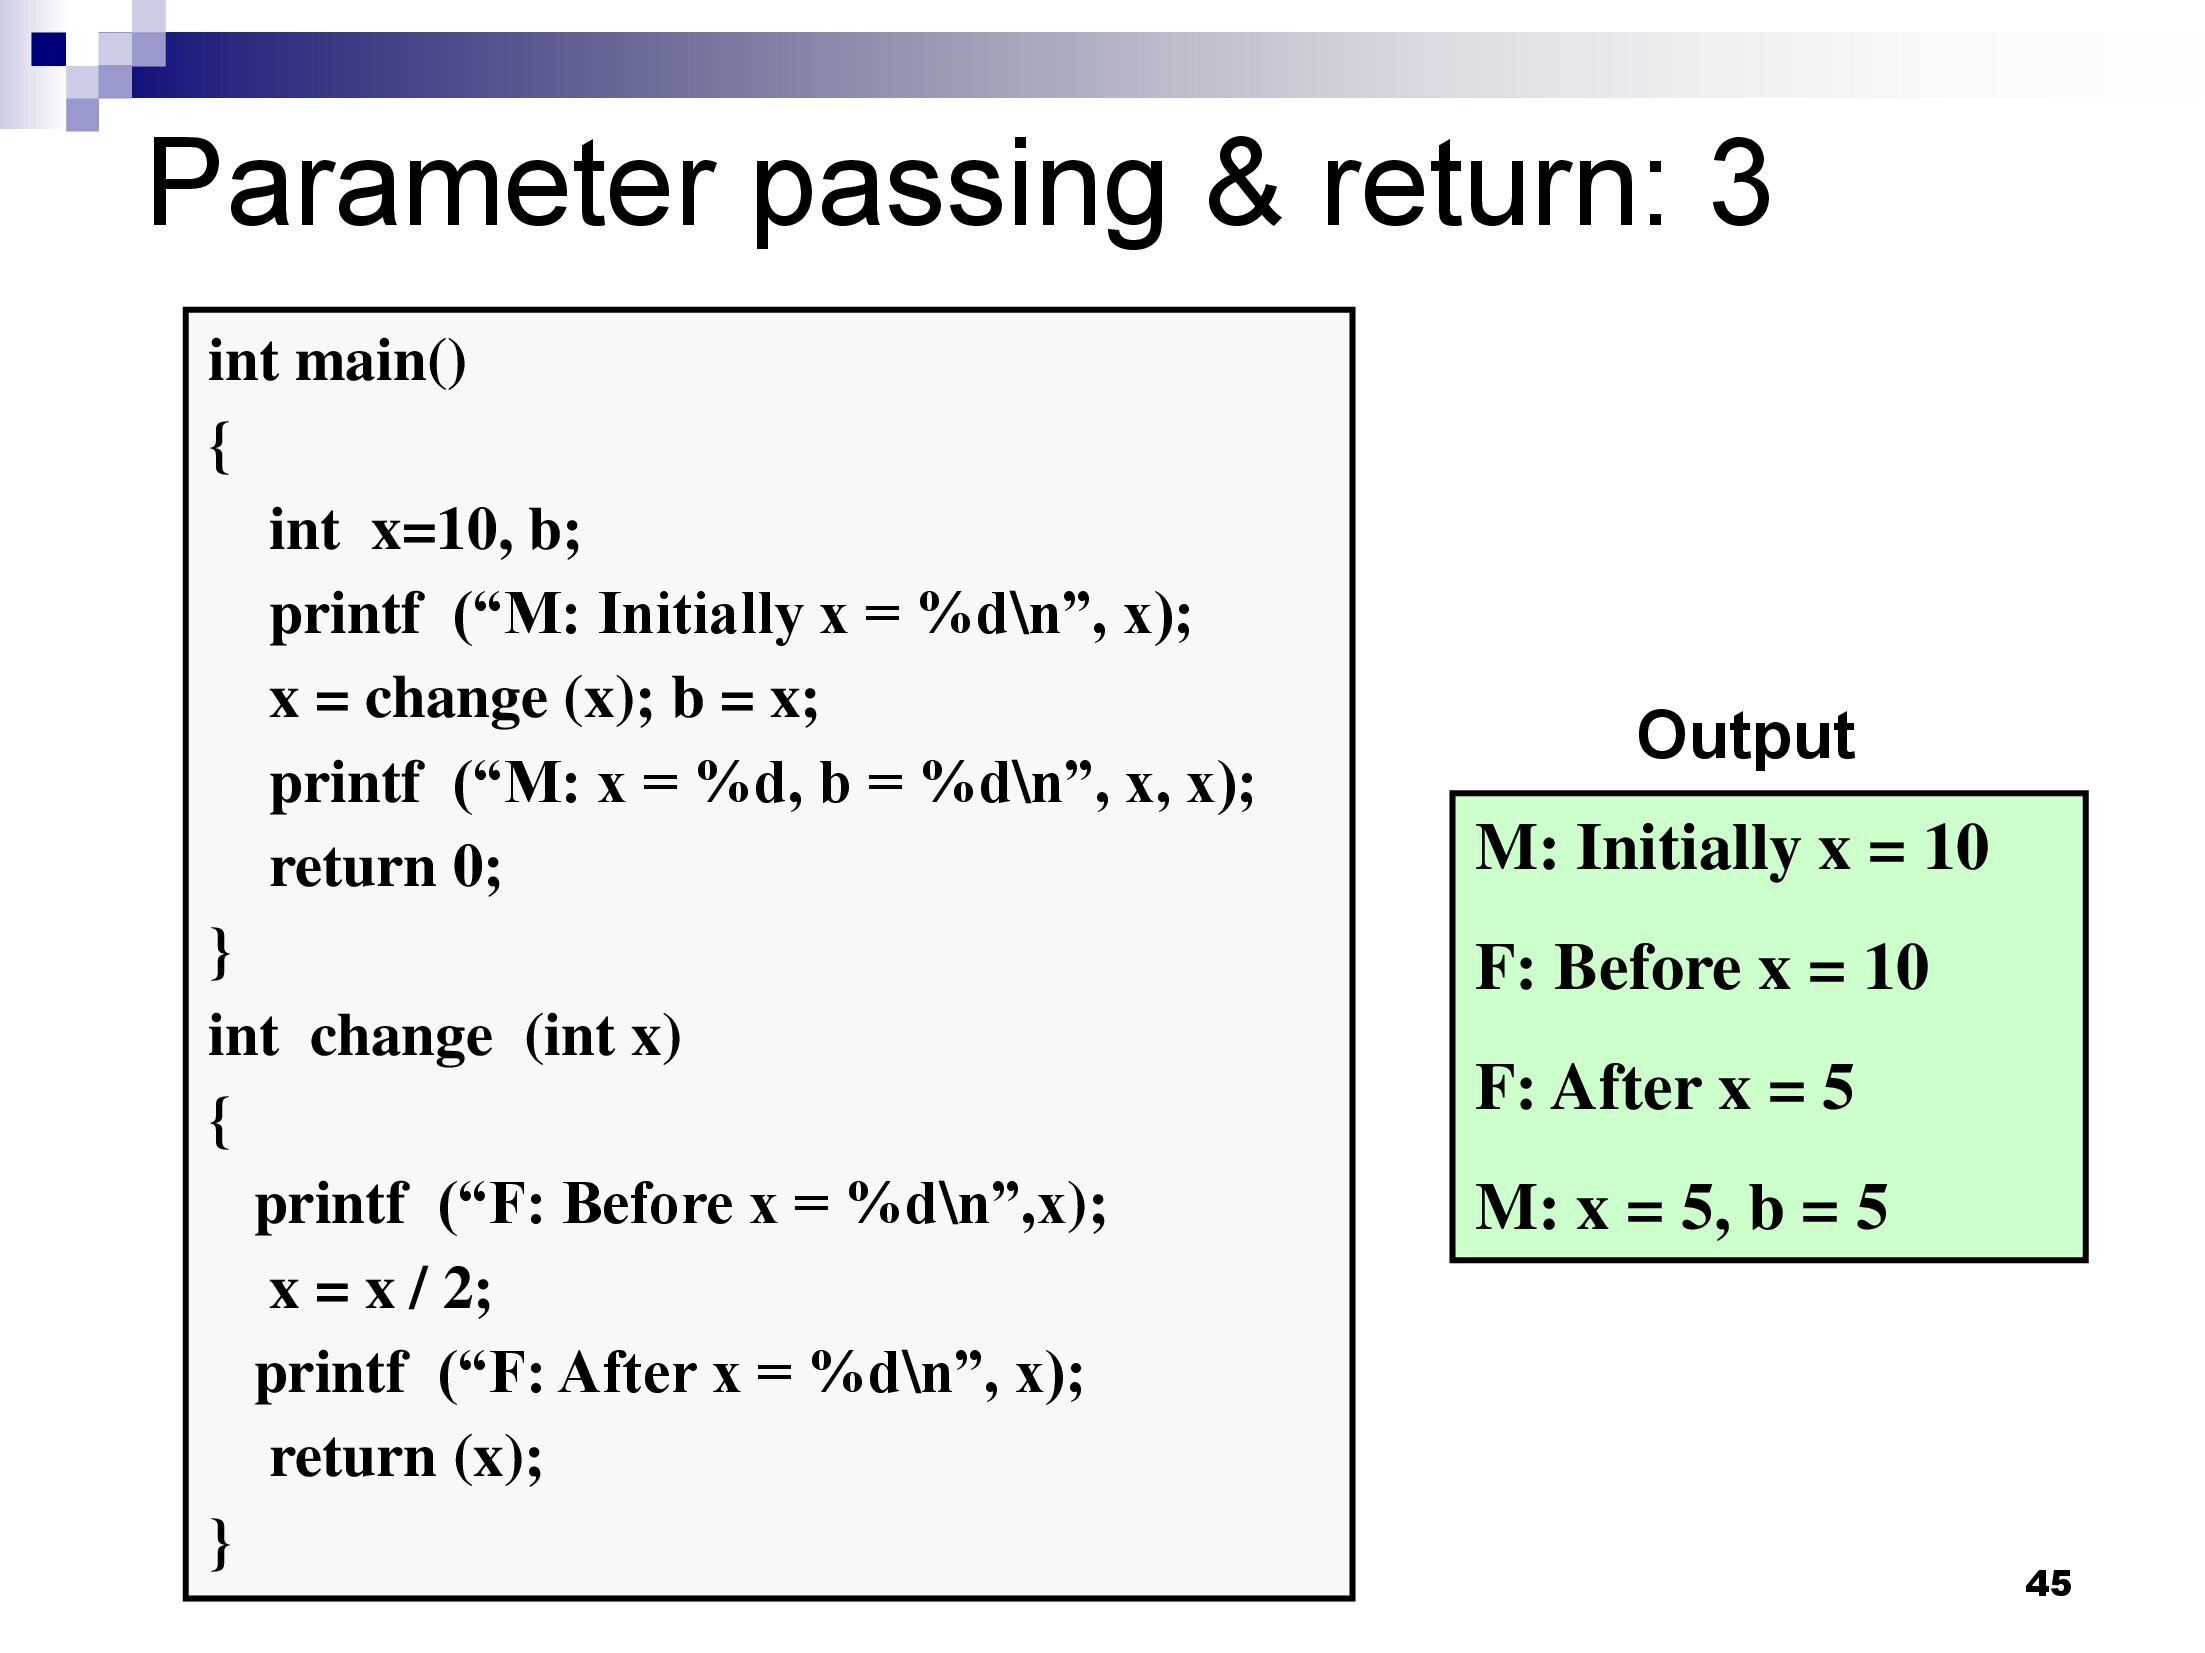 Parameter passing & return: 3
int main()
{
int  x=10, b;
printf  (“M: Initially x = %d\n”, x);
x = change (x); b = x;
printf  (“M: x = %d, b = %d\n”, x, x);
return 0;
}
int  change  (int x)
{
printf  (“F: Before x = %d\n”,x);
x = x / 2;
printf  (“F: After x = %d\n”, x);
return (x);
}
Output
M: Initially x = 10
F: Before x = 10
F: After x = 5
M: x = 5, b = 5
45